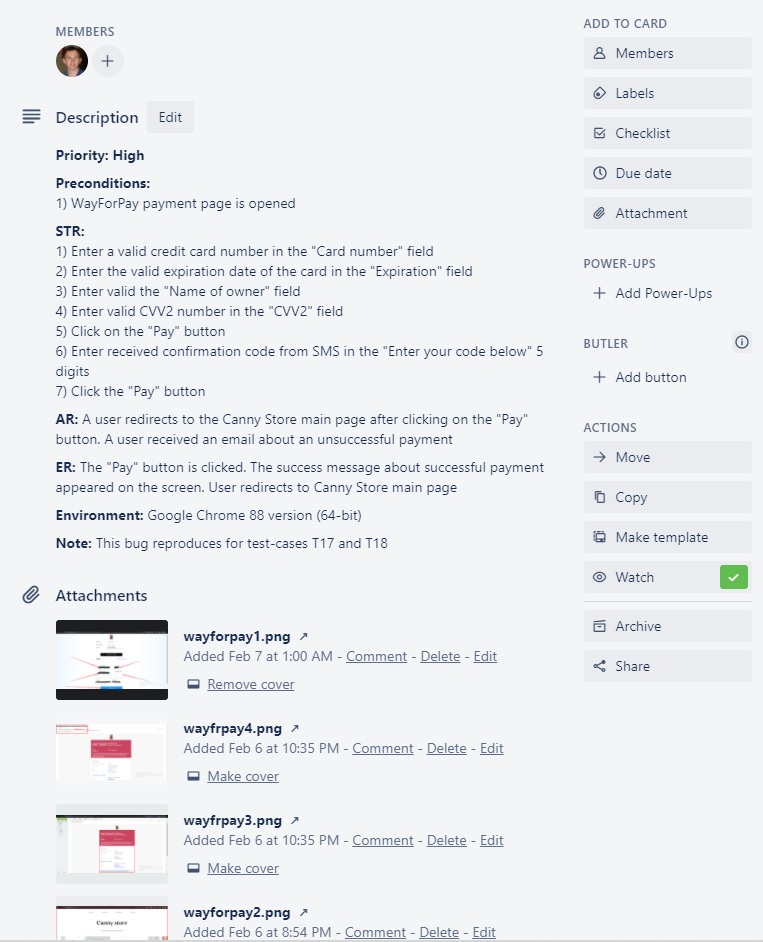 MEMBERS
Description Edit
Priority: High
Preconditions:
1) WayForPay payment page is opened
STR:
1) Enter a valid credit card number in the "Card number" field
2) Enter the valid expiration date of the card in the "Expiration" field
3) Enter valid the "Name of owner" field
4) Enter valid CVV2 number in the "CVV2" field
5) Click on the "Pay" button
6) Enter received confirmation code from SMS in the "Enter your code below" 5
digits
7) Click the "Pay" button
AR: A user redirects to the Canny Store main page after clicking on the "Pay"
button. A user received an email about an unsuccessful payment
ER: The "Pay" button is clicked. The success message about successful payment
appeared on the screen. User redirects to Canny Store main page
Environment: Google Chrome 88 version (64-bit)
Note: This bug reproduces for test-cases T17 and T18
Attachments
wayforpay1.png ↗
Added Feb 7 at 1:00 AM - Comment - Delete - Edit
Remove cover
wayfrpay4.png ↗
Added Feb 6 at 10:35 PM - Comment - Delete - Edit
Make cover
wayfrpay3.png ↗
Added Feb 6 at 10:35 PM - Comment - Delete - Edit
Make cover
Canny store
wayforpay2.png ↗
Added Feb 6 at 8:54 PM - Comment - Delete - Edit
ADD TO CARD
Members
Labels
Checklist
Due date
Attachment
POWER-UPS
+ Add Power-Ups
BUTLER
+ Add button
ACTIONS
Move
Copy
Make template
Watch
Archive
Share